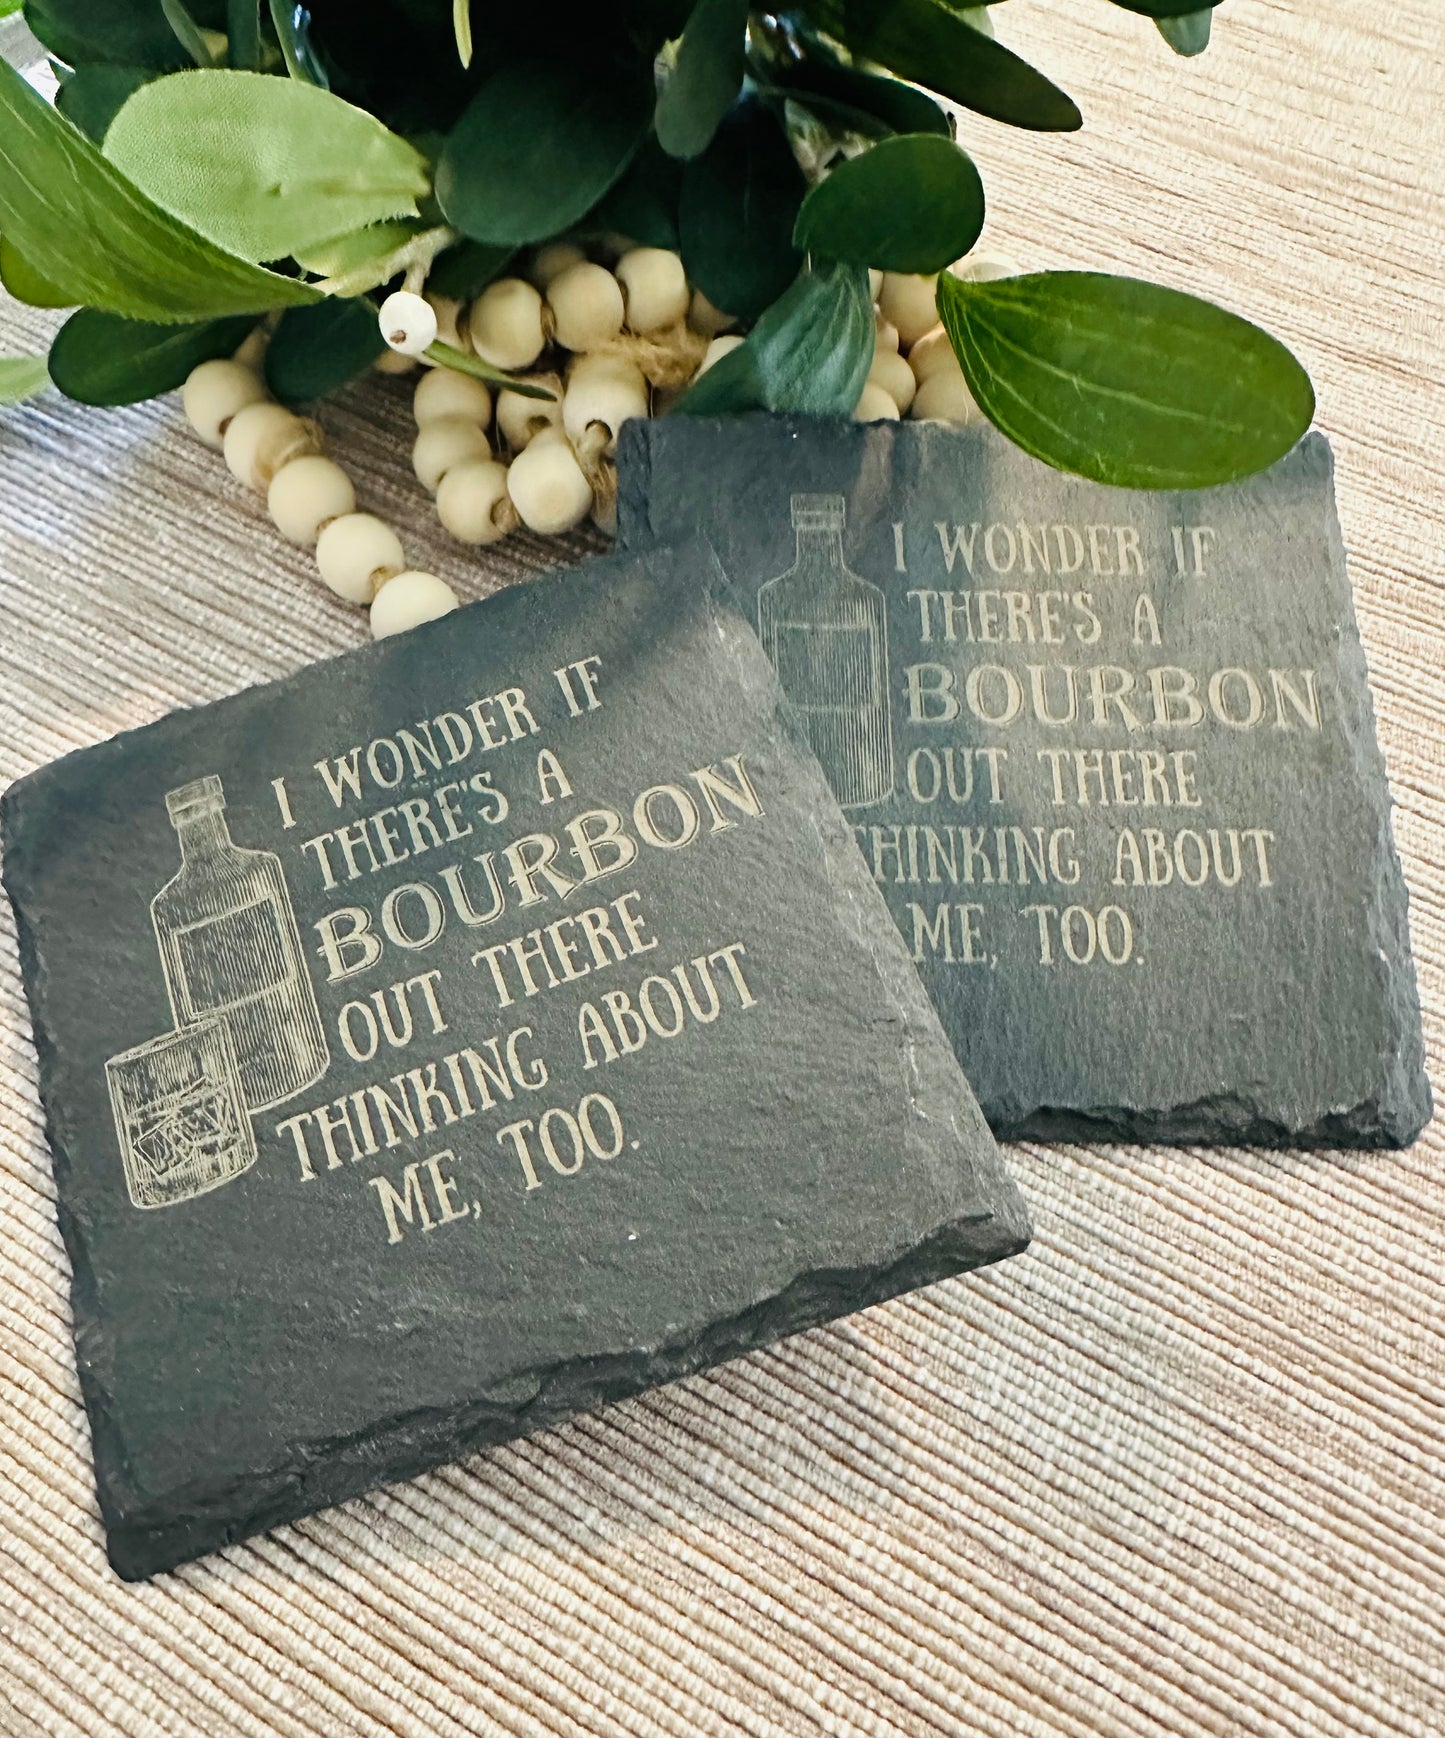 I WONDER IF
THERE'S A
BOURBON
OUT THERE
THINKING ABOUT
ME, TOO.
I WONDER IF
THERE'S A
BOURBON
OUT THERE
HINKING ABOUT
ME, TOO.